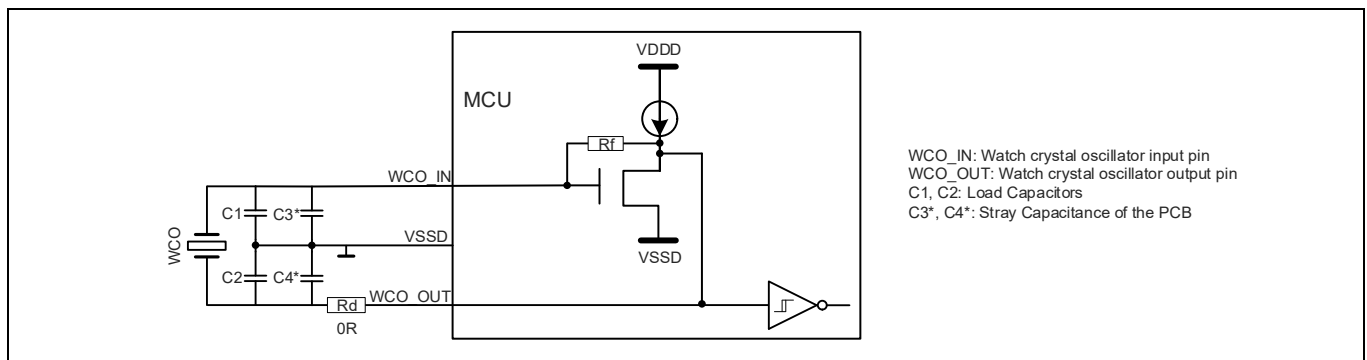 VDDD
MCU
Rf
WCO_IN
C1 C3*
VSSD
WCO
VSSD
C2 C4*
WCO_OUT
Rd
0R
WCO_IN: Watch crystal oscillator input pin
WCO_OUT: Watch crystal oscillator output pin
C1, C2: Load Capacitors
C3*, C4*: Stray Capacitance of the PCB